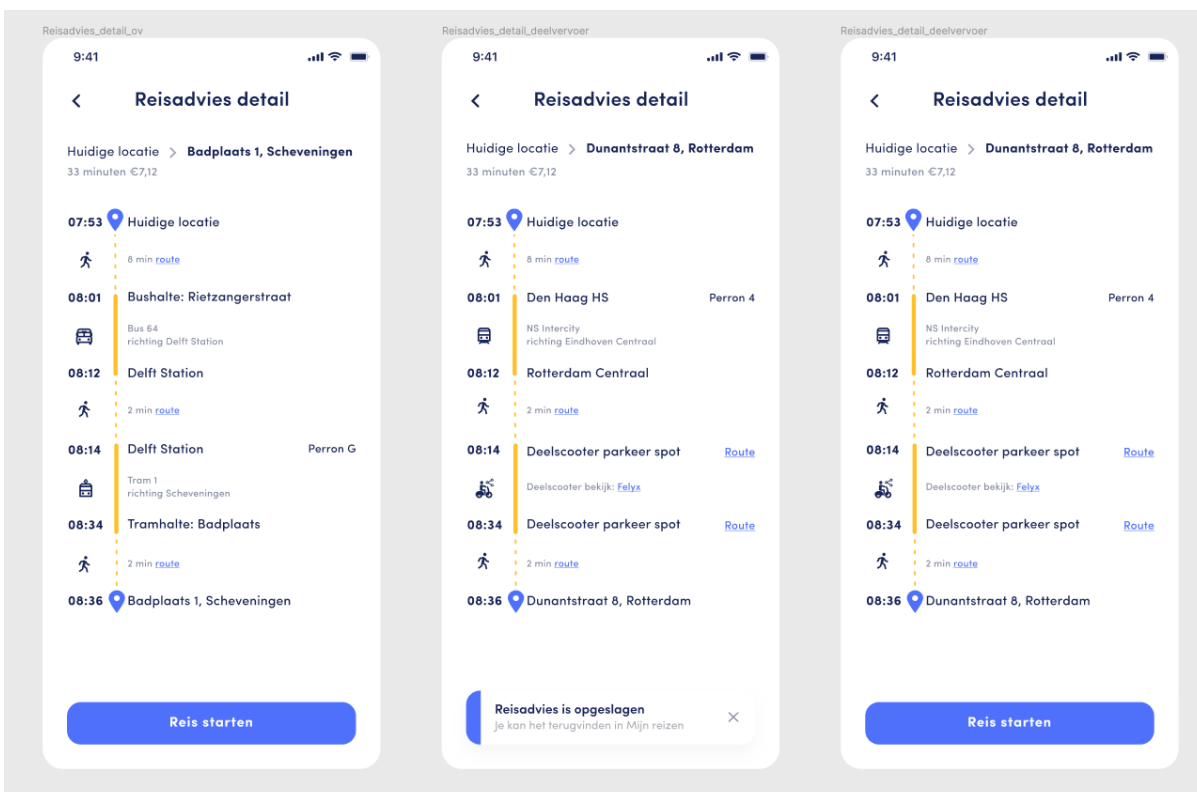 Reisadvies_detail_ov
9:41
Reisadvies detail
Huidige locatie > Badplaats 1, Scheveningen
33 minuten €7,12
07:53 Huidige locatie
8 min route
08:01 Bushalte: Rietzangerstraat
Bus 64
richting Delft Station
08:12 Delft Station
2 min route
08:14 Delft Station Perron G
Tram 1
richting Scheveningen
08:34 Tramhalte: Badplaats
2 min route
08:36 Badplaats 1, Scheveningen
Reis starten
Reisadvies_detail_deelvervoer
9:41
Reisadvies detail
Huidige locatie > Dunantstraat 8, Rotterdam
33 minuten €7,12
07:53 Huidige locatie
8 min route
08:01 Den Haag HS Perron 4
NS Intercity
richting Eindhoven Centraal
08:12 Rotterdam Centraal
2 min route
08:14 Deelscooter parkeer spot Route
Deelscooter bekijk: Felyx
08:34 Deelscooter parkeer spot Route
2 min route
08:36 Dunantstraat 8, Rotterdam
Reisadvies is opgeslagen
Je kan het terugvinden in Mijn reizen
Reisadvies_detail_deelvervoer
9:41
Reisadvies detail
Huidige locatie > Dunantstraat 8, Rotterdam
33 minuten €7,12
07:53 Huidige locatie
8 min route
08:01 Den Haag HS Perron 4
NS Intercity
richting Eindhoven Centraal
08:12 Rotterdam Centraal
2 min route
08:14 Deelscooter parkeer spot Route
Deelscooter bekijk: Felyx
08:34 Deelscooter parkeer spot Route
2 min route
08:36 Dunantstraat 8, Rotterdam
Reis starten